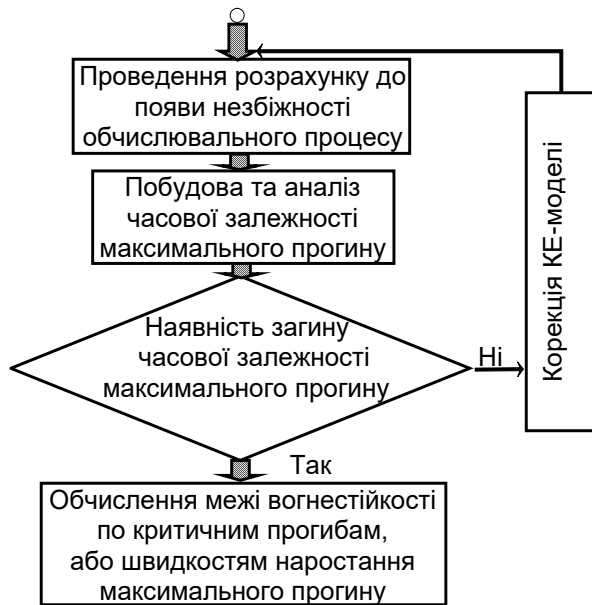 Проведення розрахунку до
появи незбіжності
обчислювального процесу
Побудова та аналіз
часової залежності
максимального прогину
Наявність загину
часової залежності
максимального прогину
Ні
Корекція КЕ-моделі
Так
Обчислення межі вогнестійкості
по критичним прогибам,
або швидкостям наростання
максимального прогину